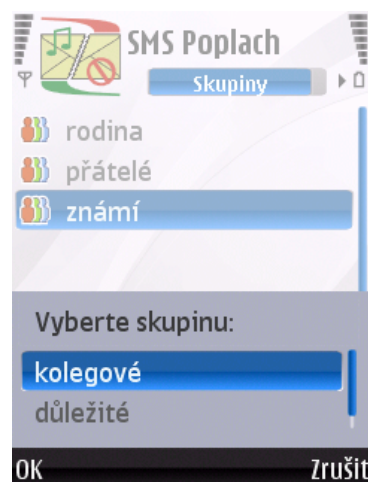 SMS Poplach
Skupiny
rodina
přátelé
známí
Vyberte skupinu:
kolegové
důležité
OK Zrušit